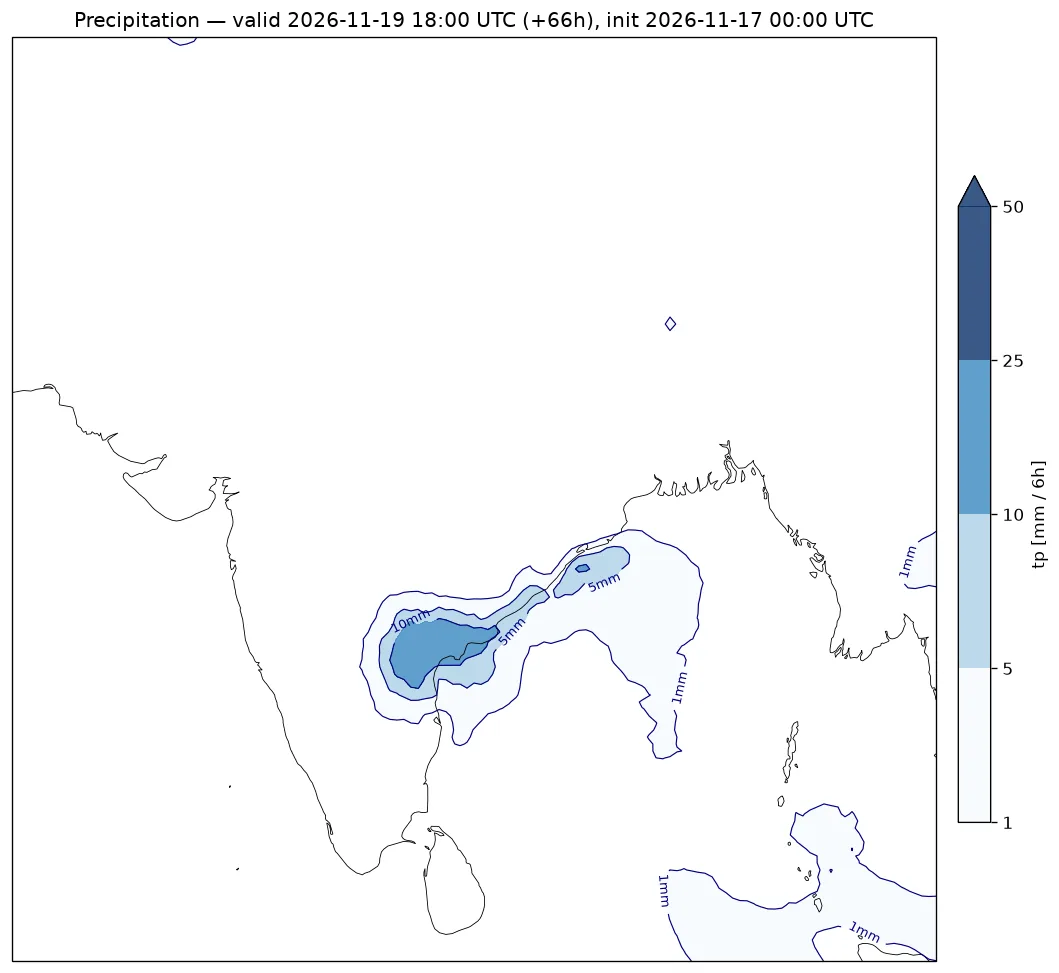 Precipitation — valid 2026-11-19 18:00 UTC (+66h), init 2026-11-17 00:00 UTC
50
25
10
5
1
tp [mm / 6h]
1mm
5mm
10mm
5mm
1mm
1mm
1mm